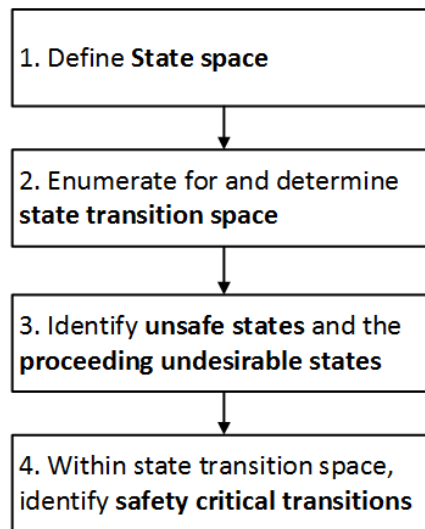 1. Define State space
2. Enumerate for and determine
state transition space
3. Identify unsafe states and the
proceeding undesirable states
4. Within state transition space,
identify safety critical transitions